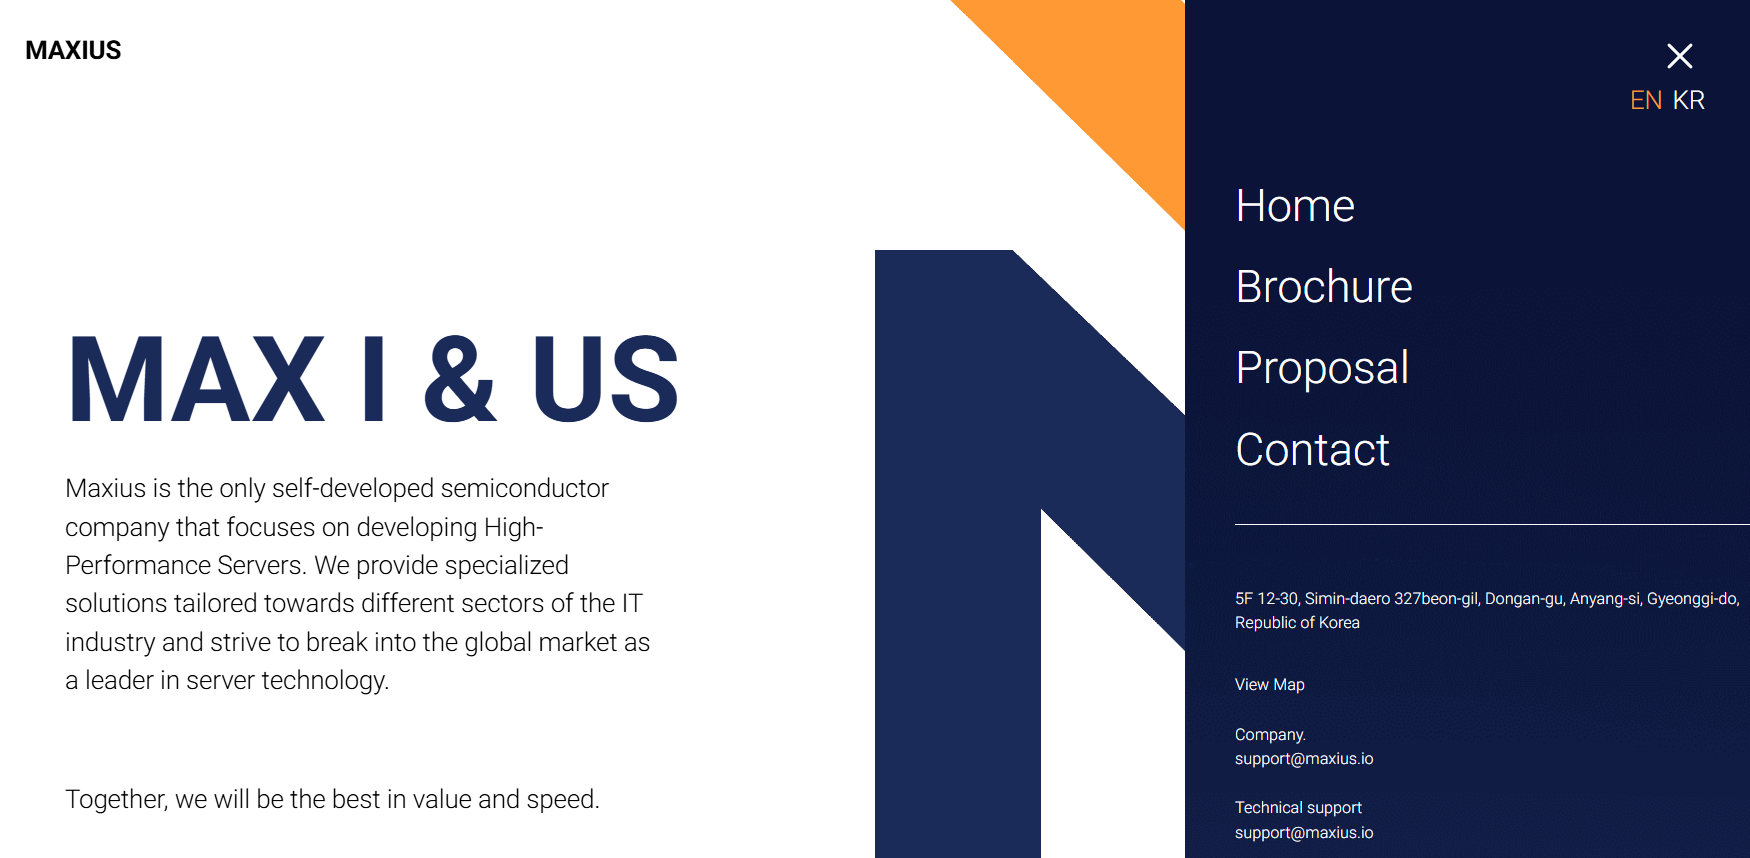 MAXIUS
MAX I & US
Maxius is the only self-developed semiconductor
company that focuses on developing High-
Performance Servers. We provide specialized
solutions tailored towards different sectors of the IT
industry and strive to break into the global market as
a leader in server technology.
Together, we will be the best in value and speed.
EN KR
Home
Brochure
Proposal
Contact
5F 12-30, Simin-daero 327beon-gil, Dongan-gu, Anyang-si, Gyeonggi-do,
Republic of Korea
View Map
Company.
support@maxius.io
Technical support
support@maxius.io